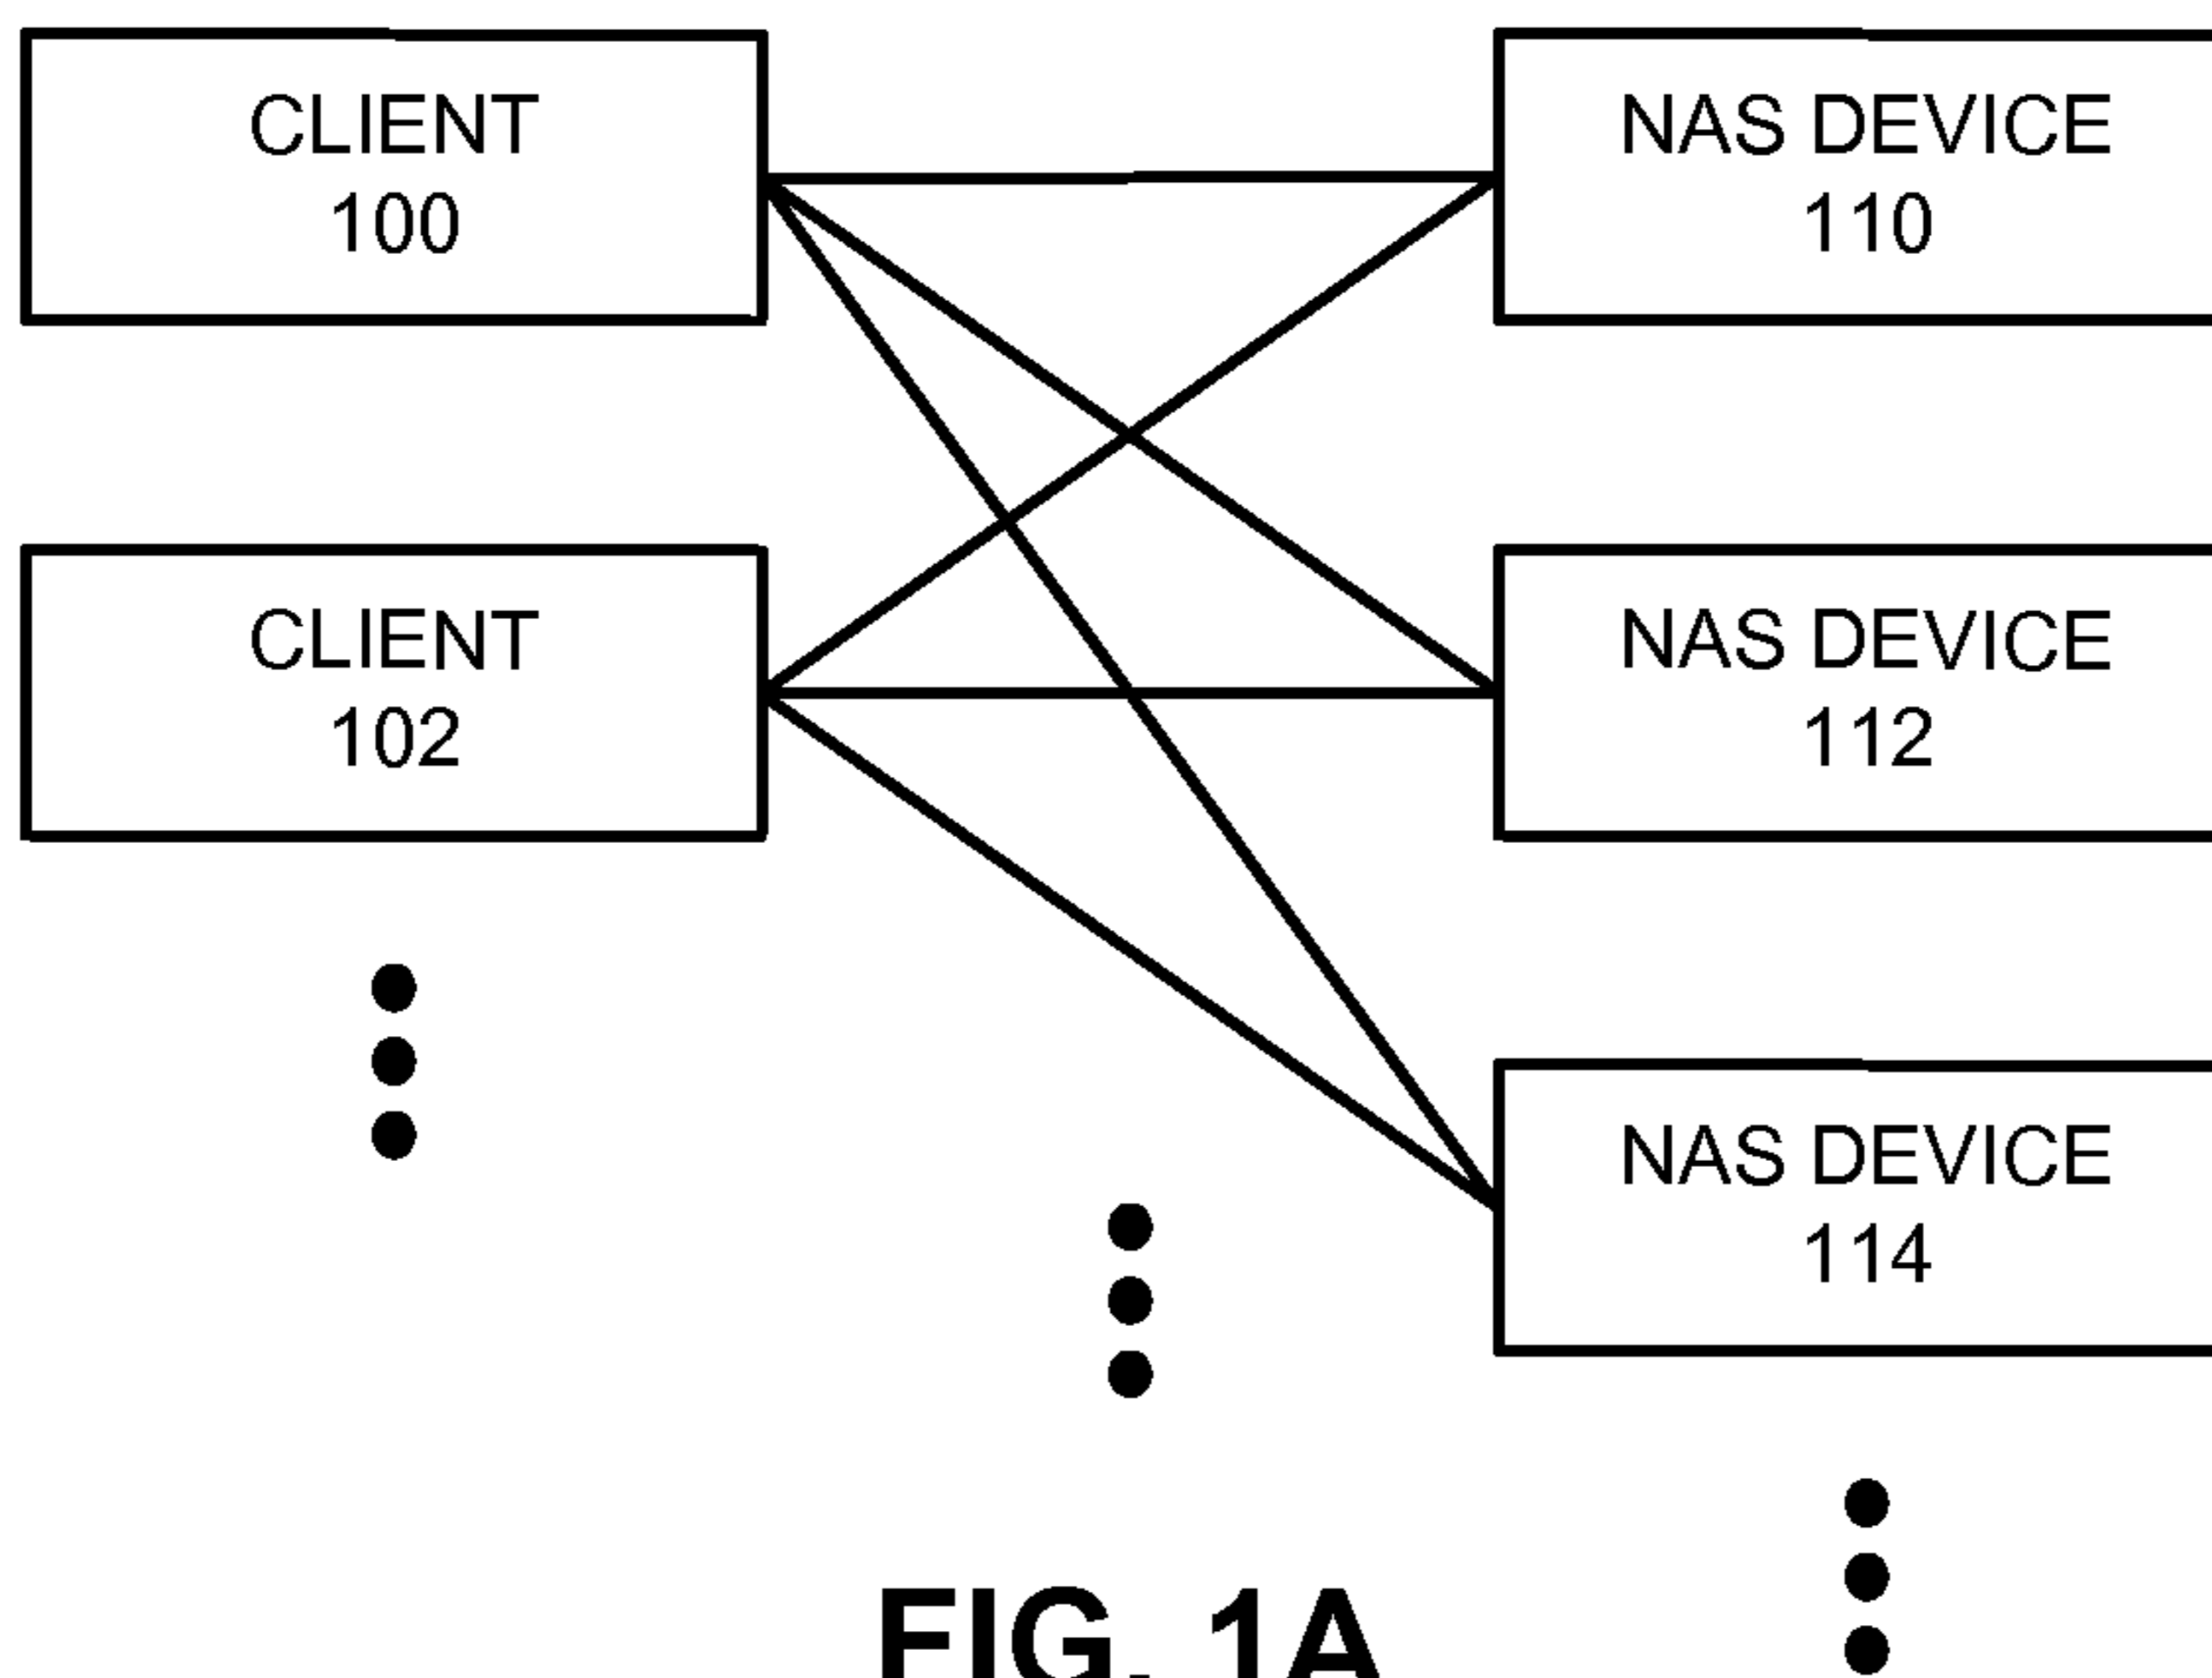 CLIENT
100
NAS DEVICE
110
CLIENT
102
NAS DEVICE
112
NAS DEVICE
114
FIG. 1A